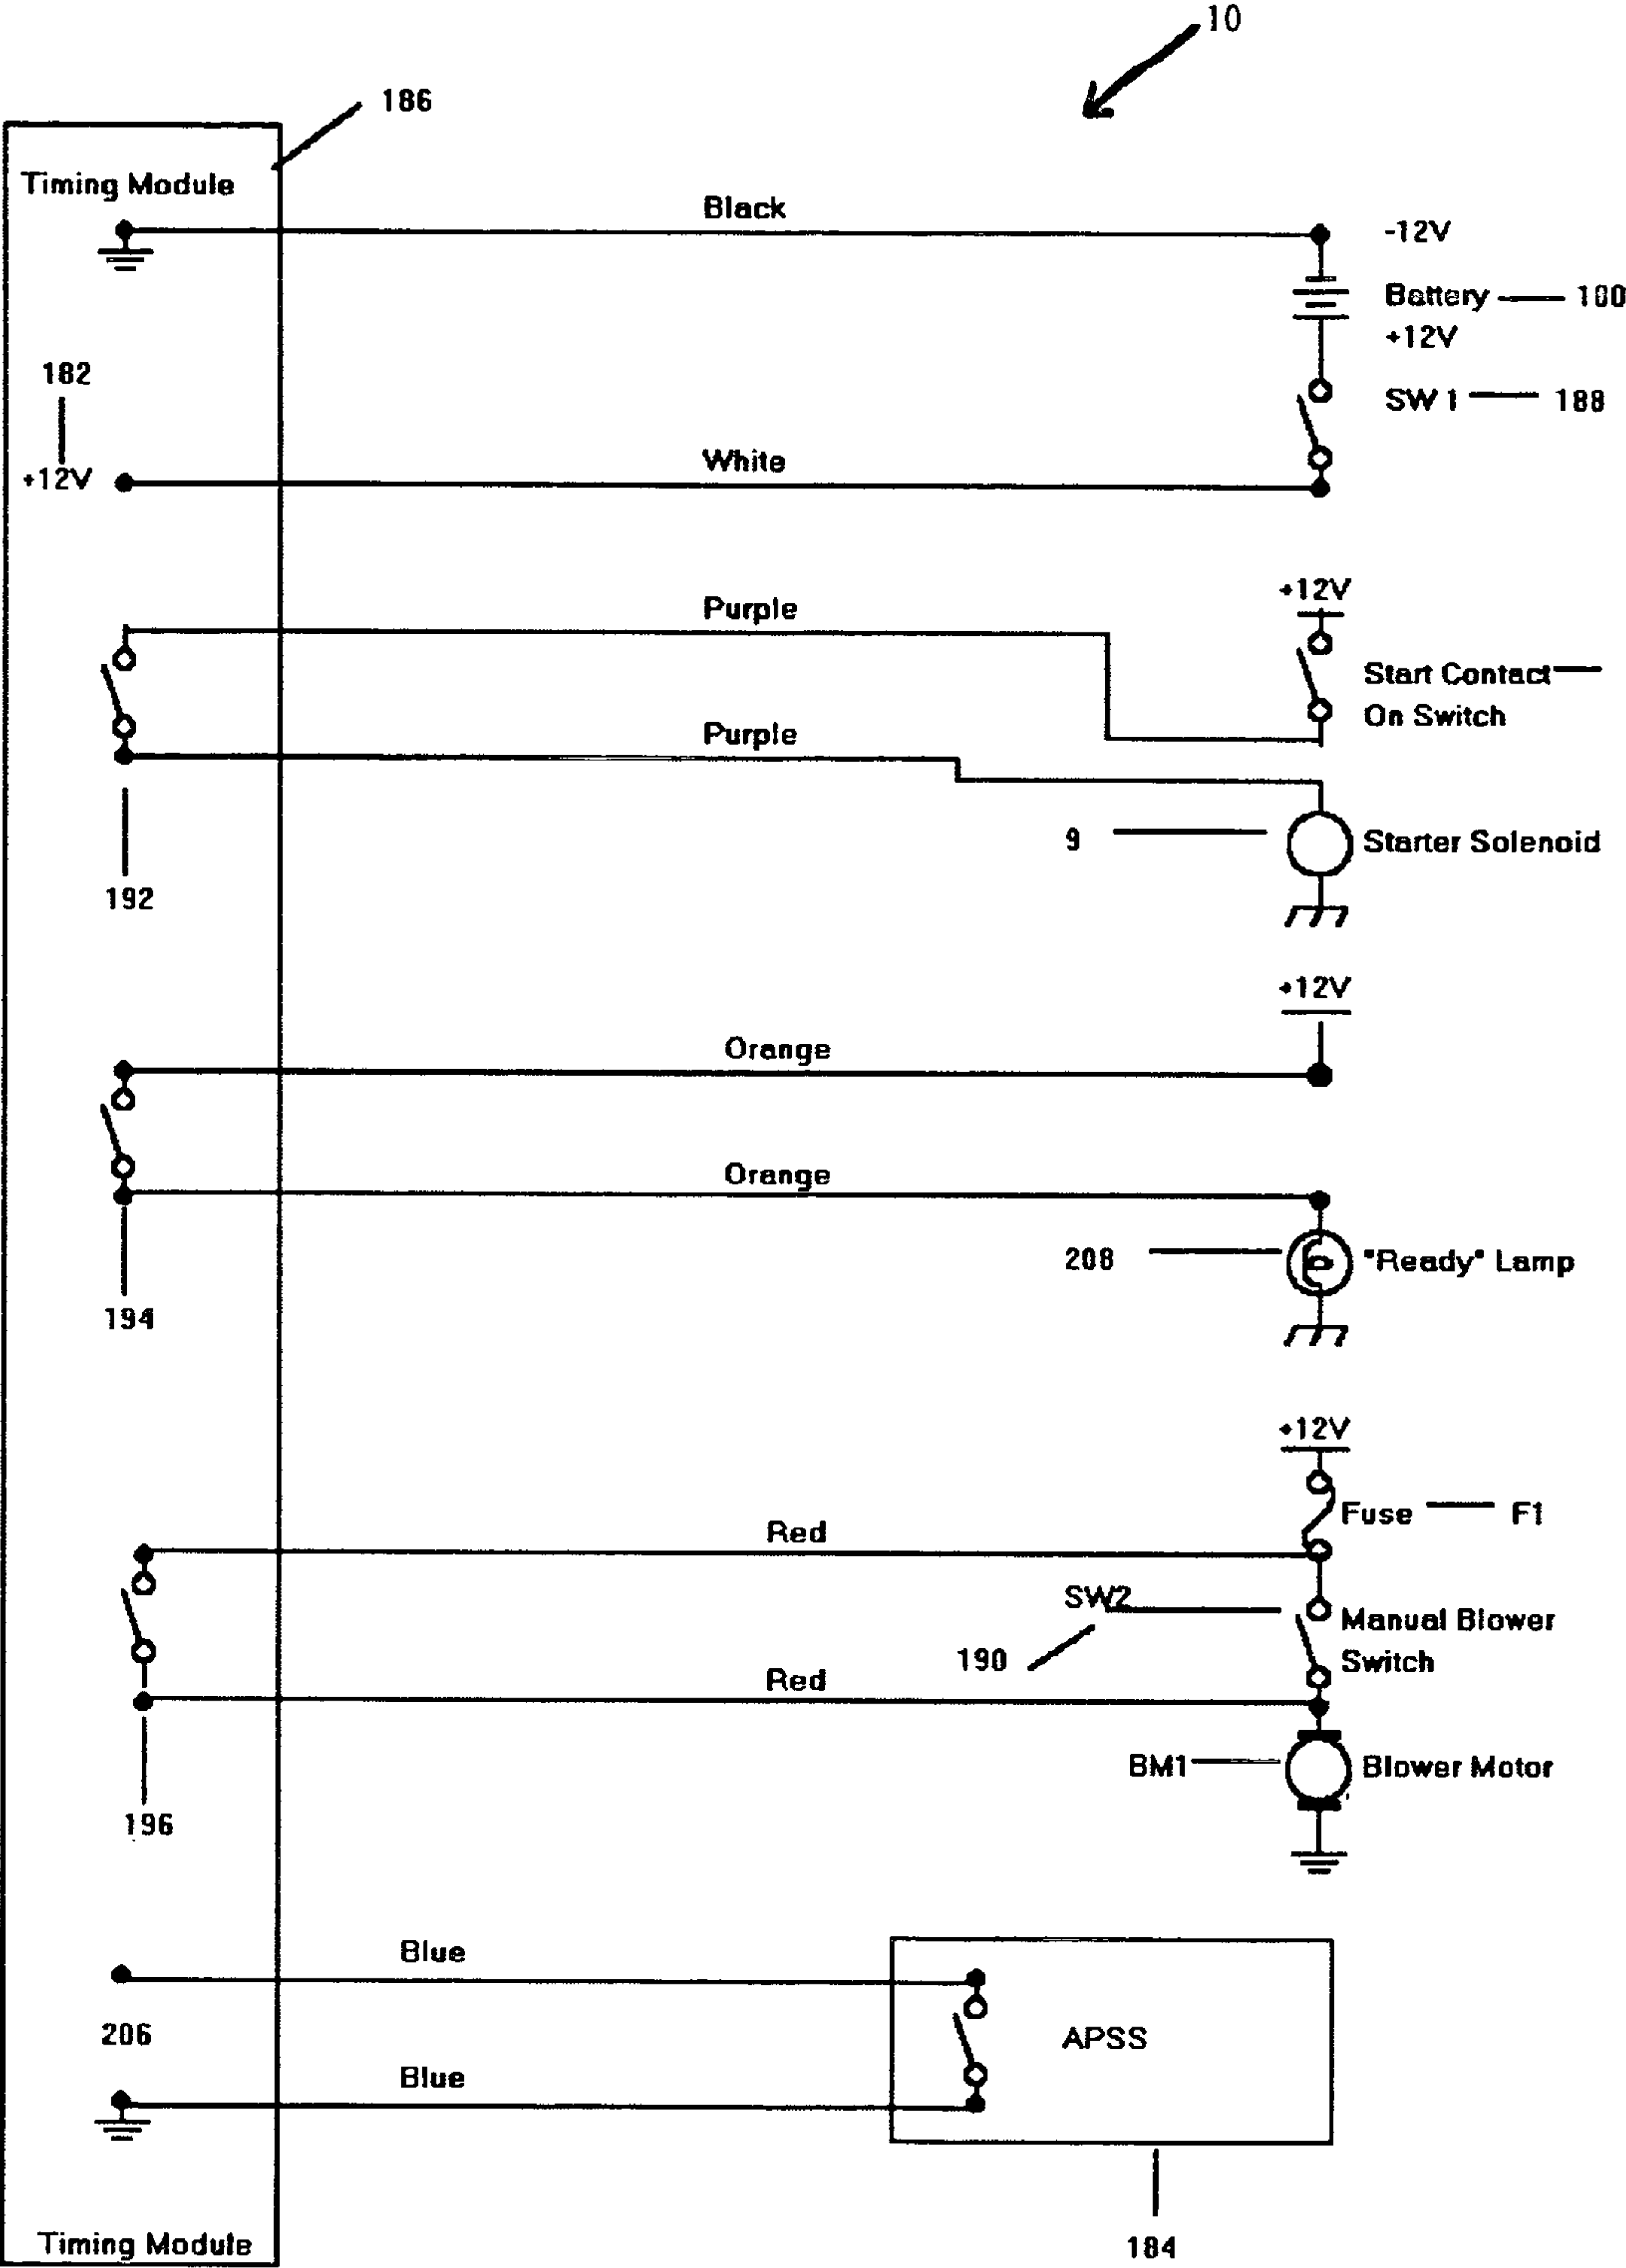 10
186
Timing Module
Black
-12V
Battery 100
+12V
182
SW1 188
+12V
White
+12V
Purple
Start Contact
On Switch
Purple
9
Starter Solenoid
192
+12V
Orange
Orange
208
"Ready" Lamp
194
+12V
Fuse F1
Red
SW2
Manual Blower
Switch
190
Red
BM1
Blower Motor
196
Blue
206
APSS
Blue
184
Timing Module